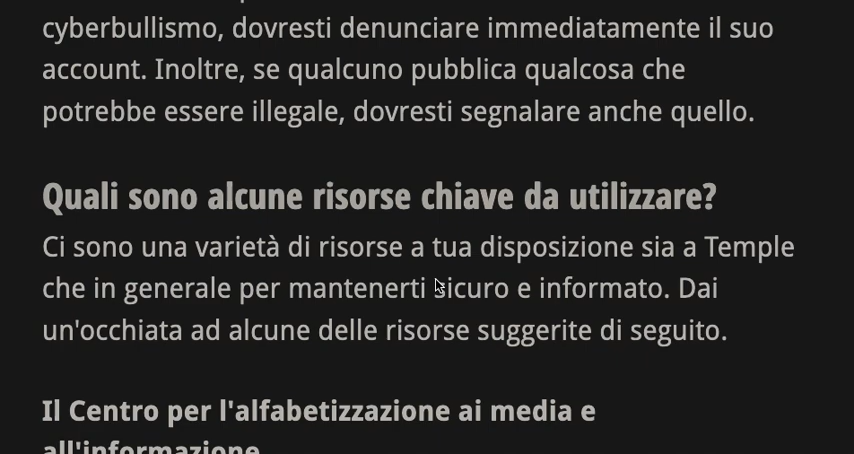 cyberbullismo, dovresti denunciare immediatamente il suo
account. Inoltre, se qualcuno pubblica qualcosa che
potrebbe essere illegale, dovresti segnalare anche quello.
Quali sono alcune risorse chiave da utilizzare?
Ci sono una varietà di risorse a tua disposizione sia a Temple
che in generale per mantenerti sicuro e informato. Dai
un'occhiata ad alcune delle risorse suggerite di seguito.
Il Centro per l'alfabetizzazione ai media e
all'informazione